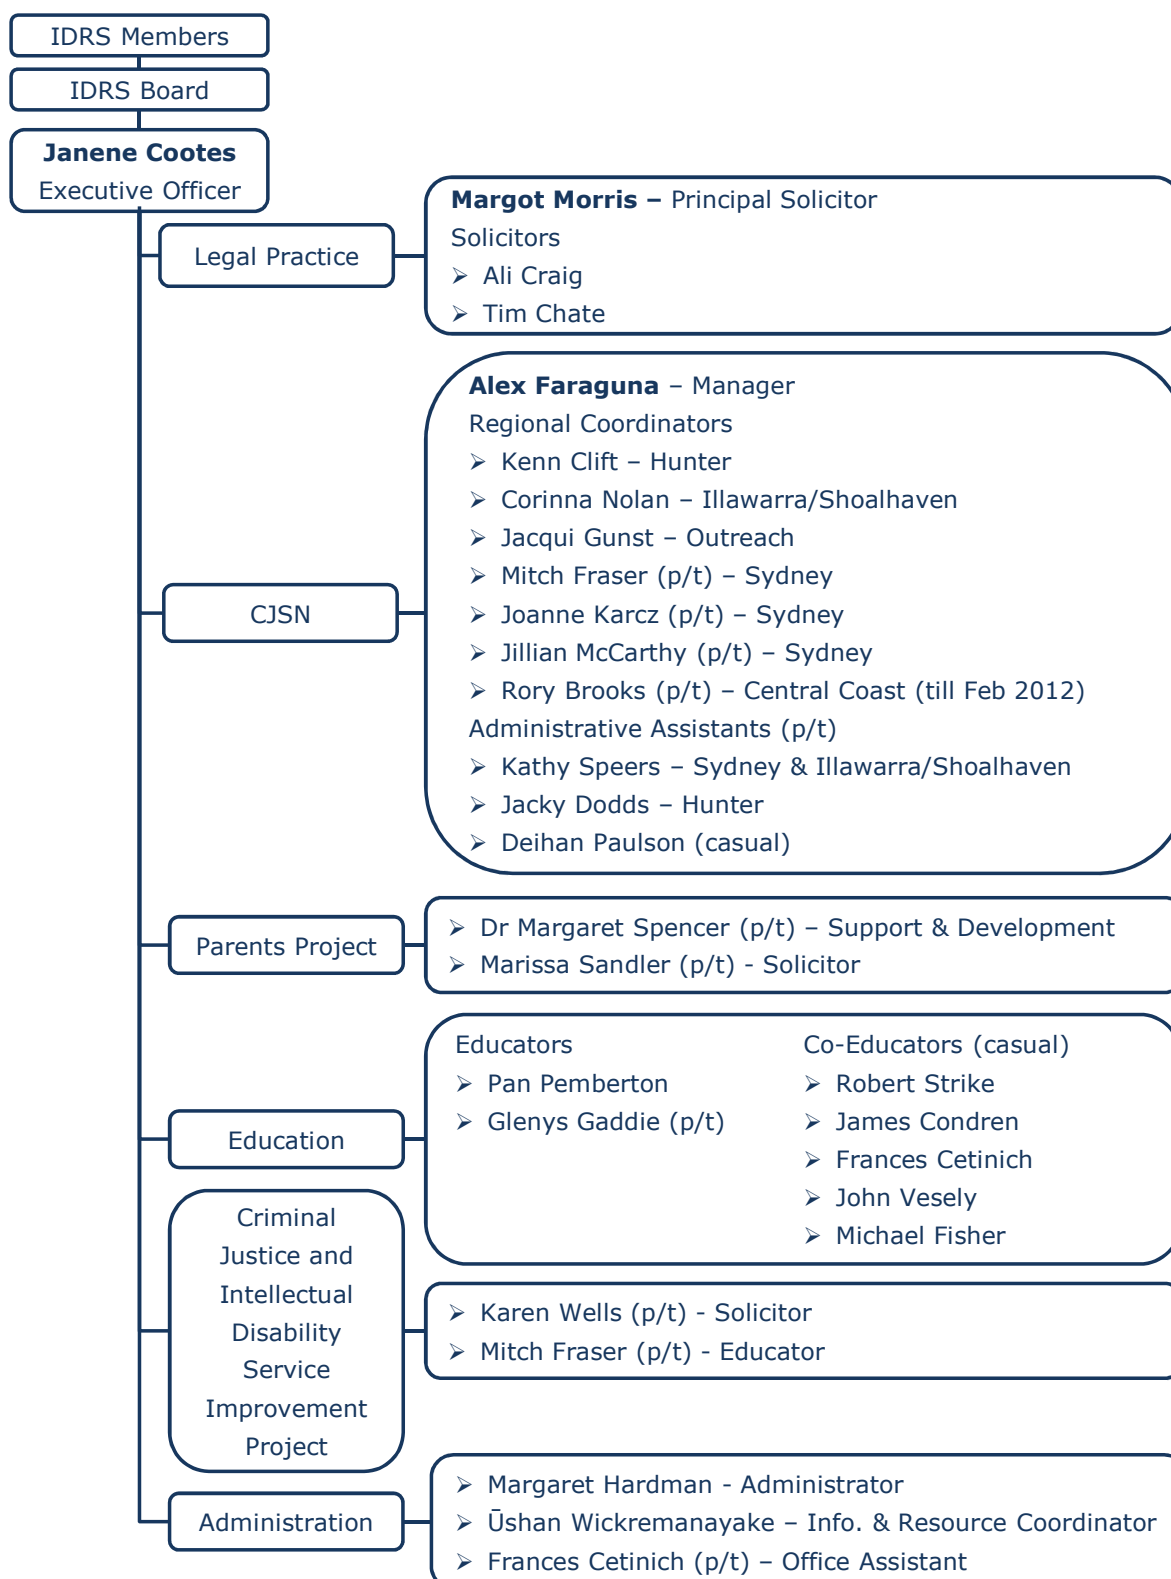 IDRS Members
IDRS Board
Janene Cootes
Executive Officer
Legal Practice
Margot Morris – Principal Solicitor
Solicitors
➢ Ali Craig
➢ Tim Chate
CJSN
Alex Faraguna – Manager
Regional Coordinators
➢ Kenn Clift – Hunter
➢ Corinna Nolan – Illawarra/Shoalhaven
➢ Jacqui Gunst – Outreach
➢ Mitch Fraser (p/t) – Sydney
➢ Joanne Karcz (p/t) – Sydney
➢ Jillian McCarthy (p/t) – Sydney
➢ Rory Brooks (p/t) – Central Coast (till Feb 2012)
Administrative Assistants (p/t)
➢ Kathy Speers – Sydney & Illawarra/Shoalhaven
➢ Jacky Dodds – Hunter
➢ Deihan Paulson (casual)
Parents Project
➢ Dr Margaret Spencer (p/t) – Support & Development
➢ Marissa Sandler (p/t) - Solicitor
Education
Educators
➢ Pan Pemberton
➢ Glenys Gaddie (p/t)
Co-Educators (casual)
➢ Robert Strike
➢ James Condren
➢ Frances Cetinich
➢ John Vesely
➢ Michael Fisher
Criminal
Justice and
Intellectual
Disability
Service
Improvement
Project
➢ Karen Wells (p/t) - Solicitor
➢ Mitch Fraser (p/t) - Educator
Administration
➢ Margaret Hardman - Administrator
➢ Ūshan Wickremanayake – Info. & Resource Coordinator
➢ Frances Cetinich (p/t) – Office Assistant